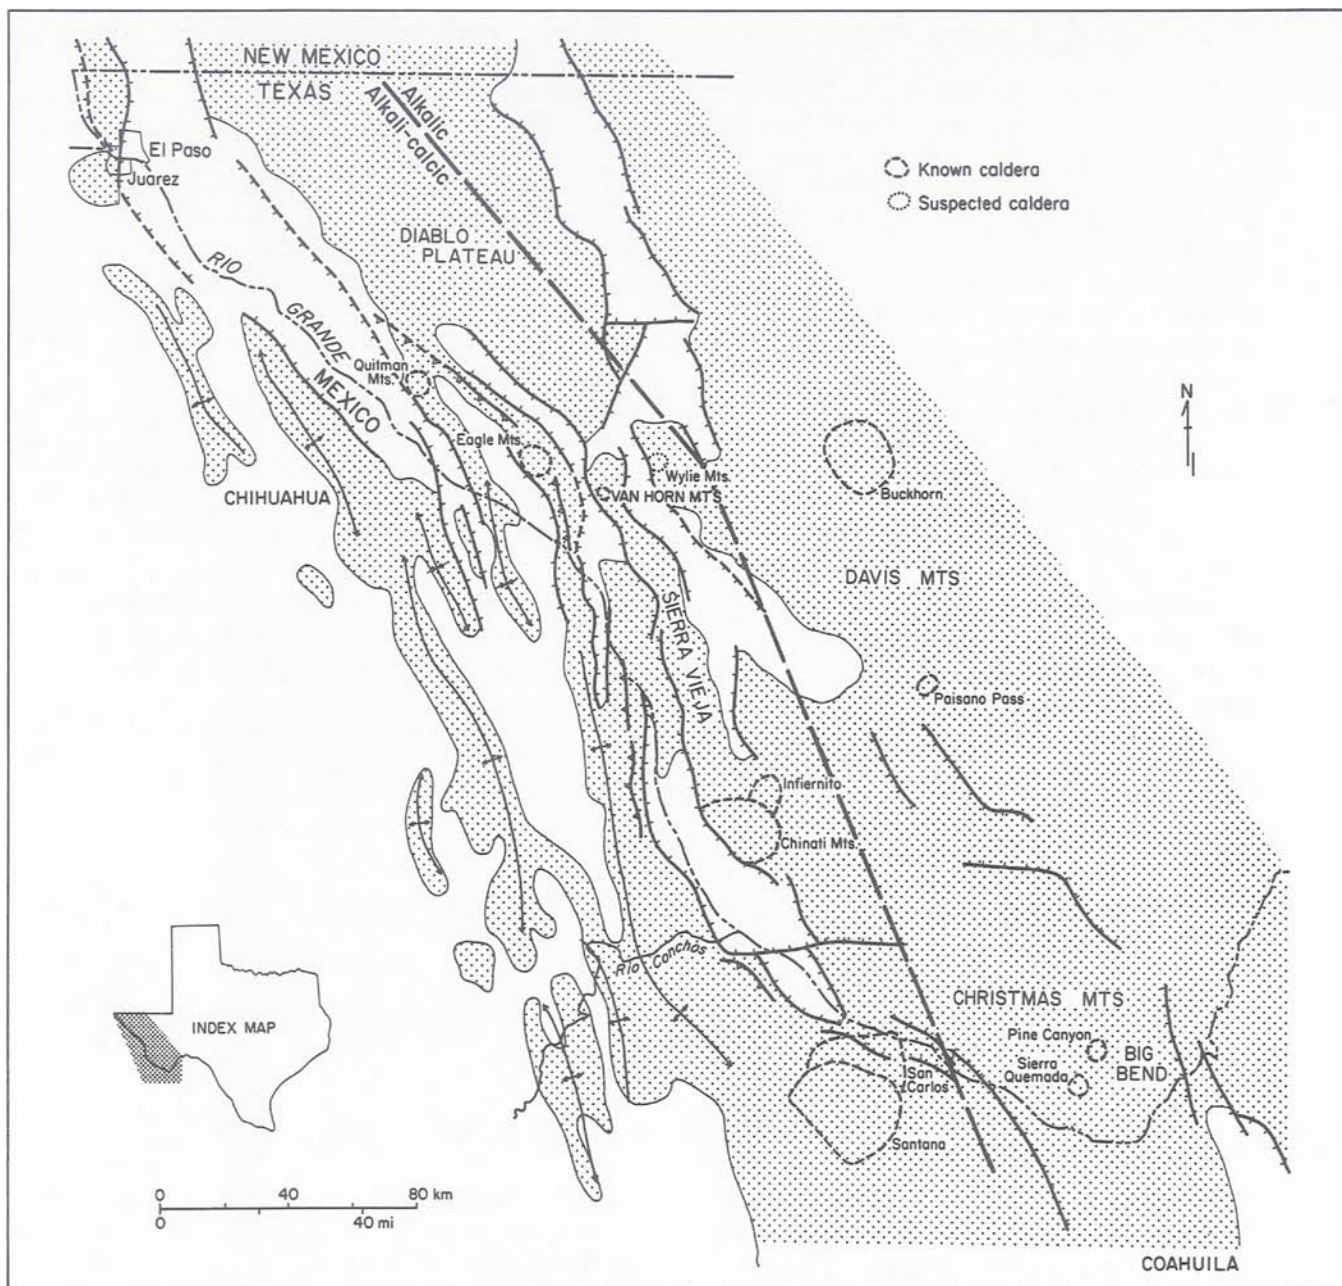 NEW MEXICO
TEXAS
Alkalic
Alkali-calcic
El Paso
Juarez
Known caldera
Suspected caldera
DIABLO
PLATEAU
RIO
GRANDE
MEXICO
Quitman
Mts.
N
Eagle Mts.
Wylie Mts.
VAN HORN MTS
Buckhorn
CHIHUAHUA
DAVIS MTS
SIERRA VIEJA
Paisano Pass
Infiernito
Chinati Mts.
Rio Conchos
INDEX MAP
CHRISTMAS MTS
Pine Canyon
BIG
BEND
Sierra
Quemada
San
Carlos
Santana
0 40 80 km
0 40 mi
COAHUILA